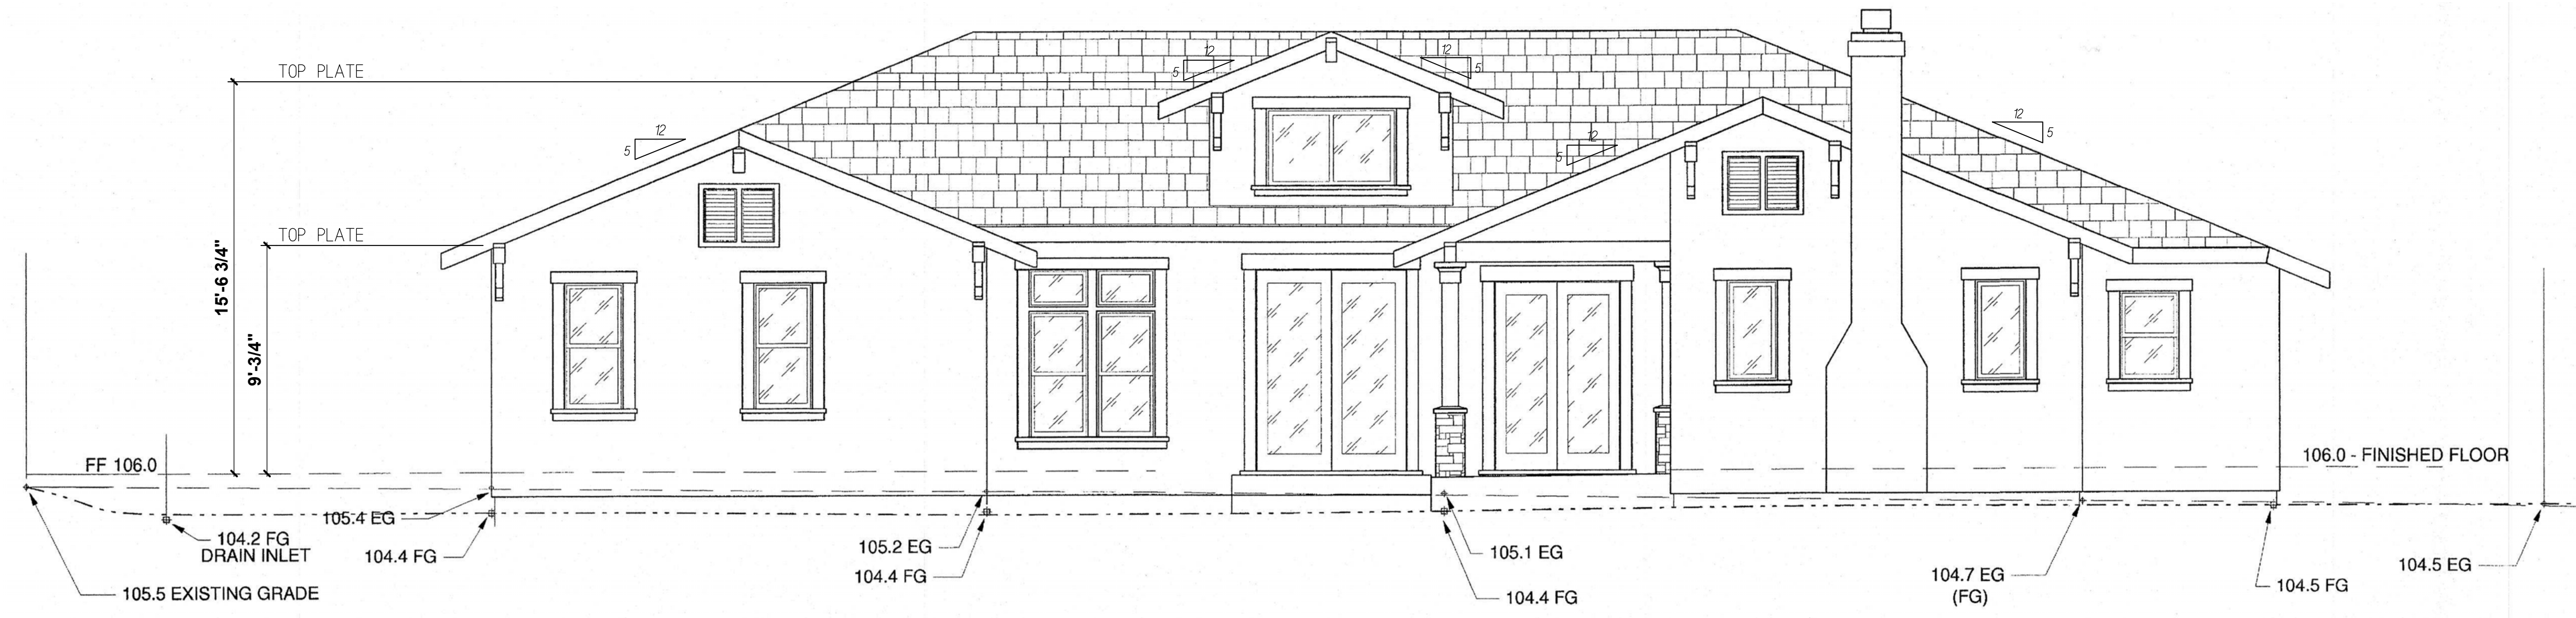 TOP PLATE
12
5
12
5
12
5
12
5
12
5
TOP PLATE
15'-6 3/4"
9'-3/4"
FF 106.0
106.0 - FINISHED FLOOR
105.4 EG
104.2 FG
DRAIN INLET
104.4 FG
105.5 EXISTING GRADE
105.2 EG
104.4 FG
105.1 EG
104.4 FG
104.7 EG
(FG)
104.5 FG
104.5 EG